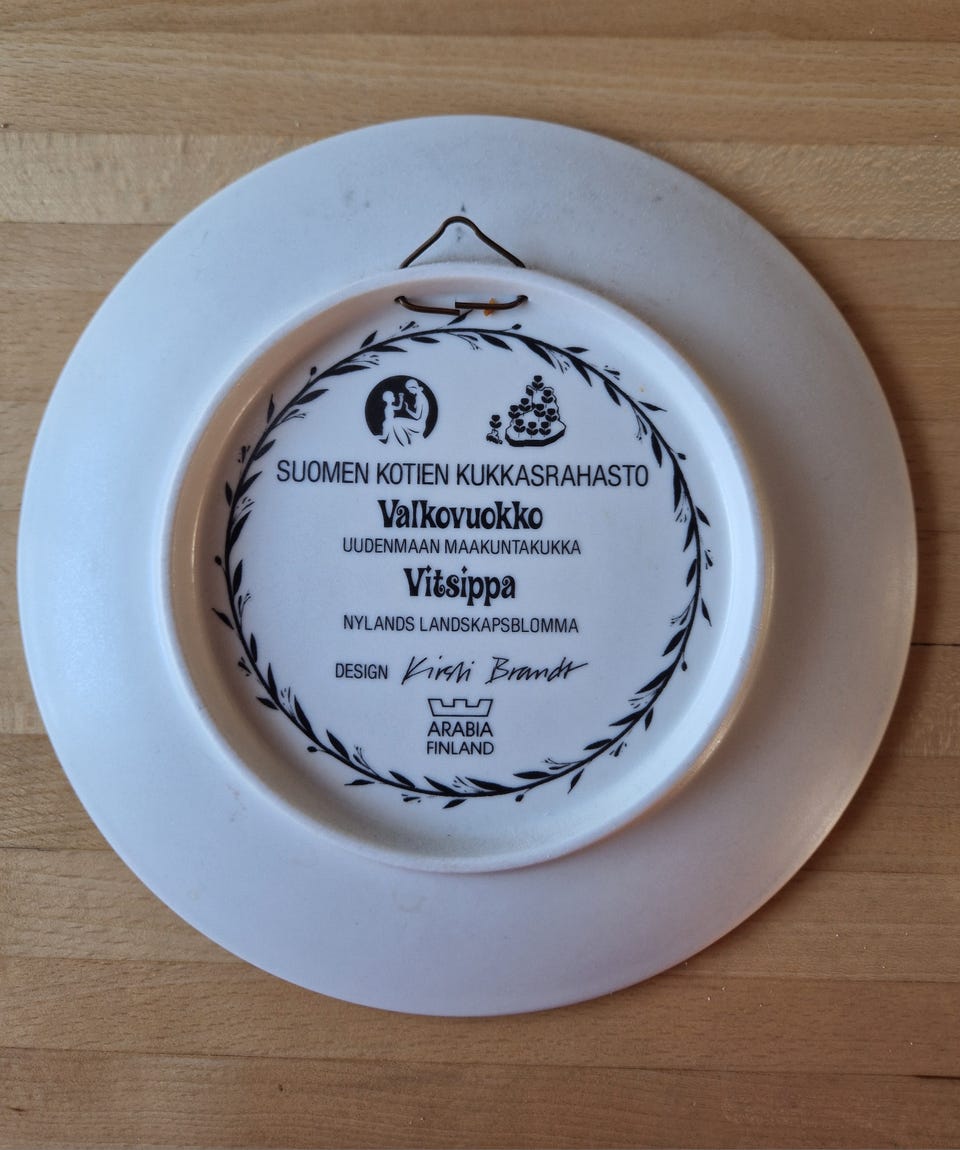 SUOMEN KOTIEN KUKKASRAHASTO
Valkovuokko
UUDENMAAN MAAKUNTAKUKKA
Vitsippa
NYLANDS LANDSKAPSBLOMMA
DESIGN Kirsti Brandt
ARABIA
FINLAND